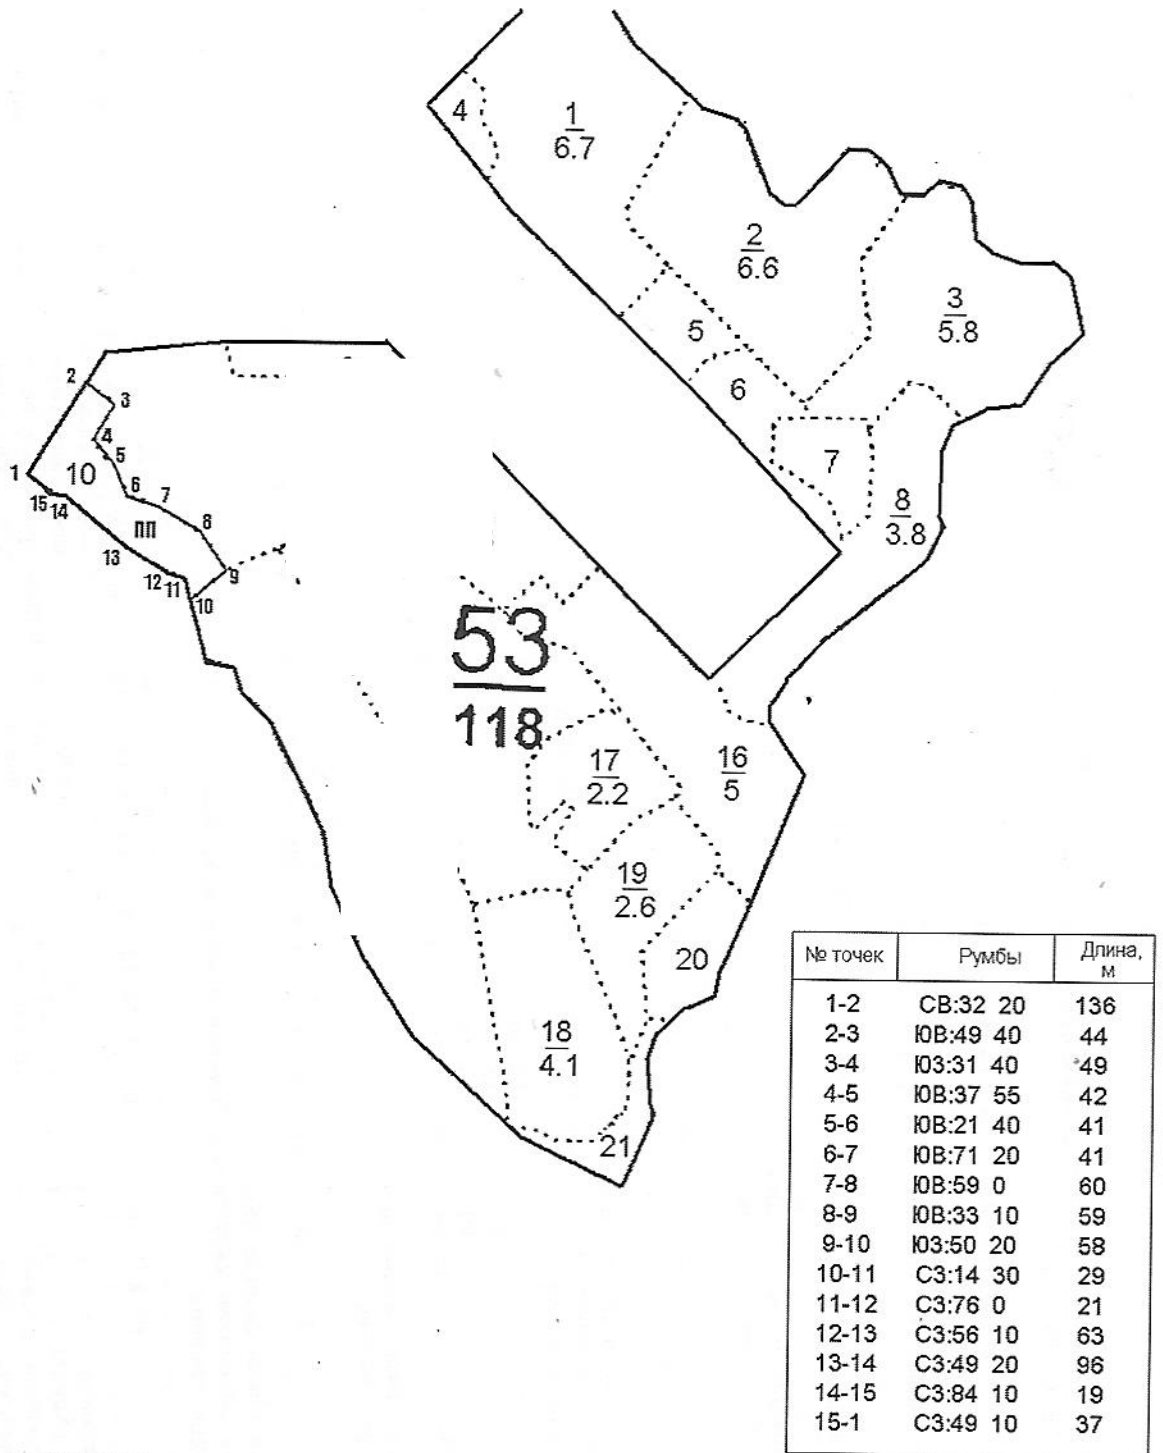 4
1
6.7
2
6.6
3
5.8
5
6
7
8
3.8
2
3
4
5
1
10
15
14
6
7
8
ПП
13
12
11
9
10
53
118
17
2.2
16
5
19
2.6
20
18
4.1
21
№ точек Румбы Длина, м
1-2 СВ:32 20 136
2-3 ЮВ:49 40 44
3-4 ЮЗ:31 40 49
4-5 ЮВ:37 55 42
5-6 ЮВ:21 40 41
6-7 ЮВ:71 20 41
7-8 ЮВ:59 0 60
8-9 ЮВ:33 10 59
9-10 ЮЗ:50 20 58
10-11 СЗ:14 30 29
11-12 СЗ:76 0 21
12-13 СЗ:56 10 63
13-14 СЗ:49 20 96
14-15 СЗ:84 10 19
15-1 СЗ:49 10 37